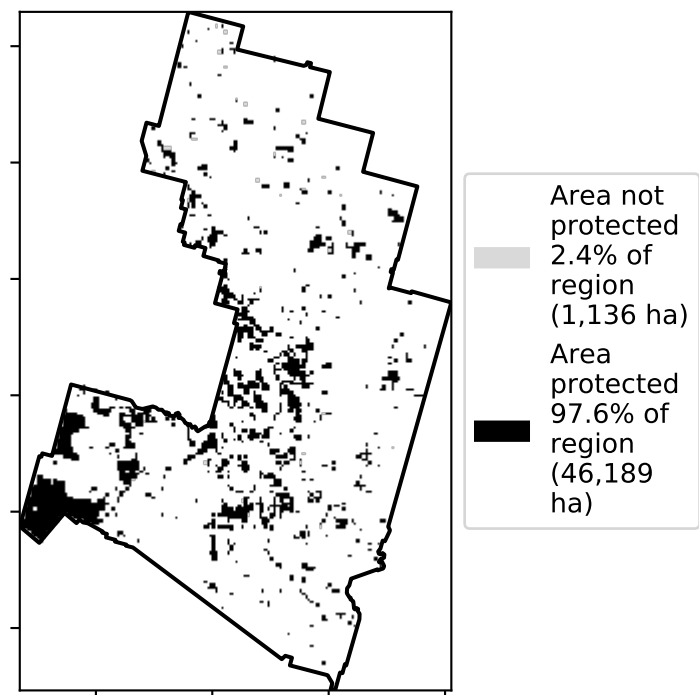 Area not
protected
2.4% of
region
(1,136 ha)
Area
protected
97.6% of
region
(46,189
ha)